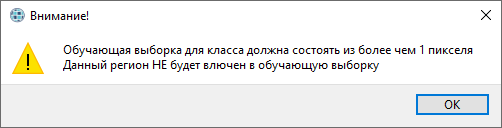 Внимание!
Обучающая выборка для класса должна состоять из более чем 1 пикселя
Данный регион НЕ будет влючен в обучающую выборку
OK